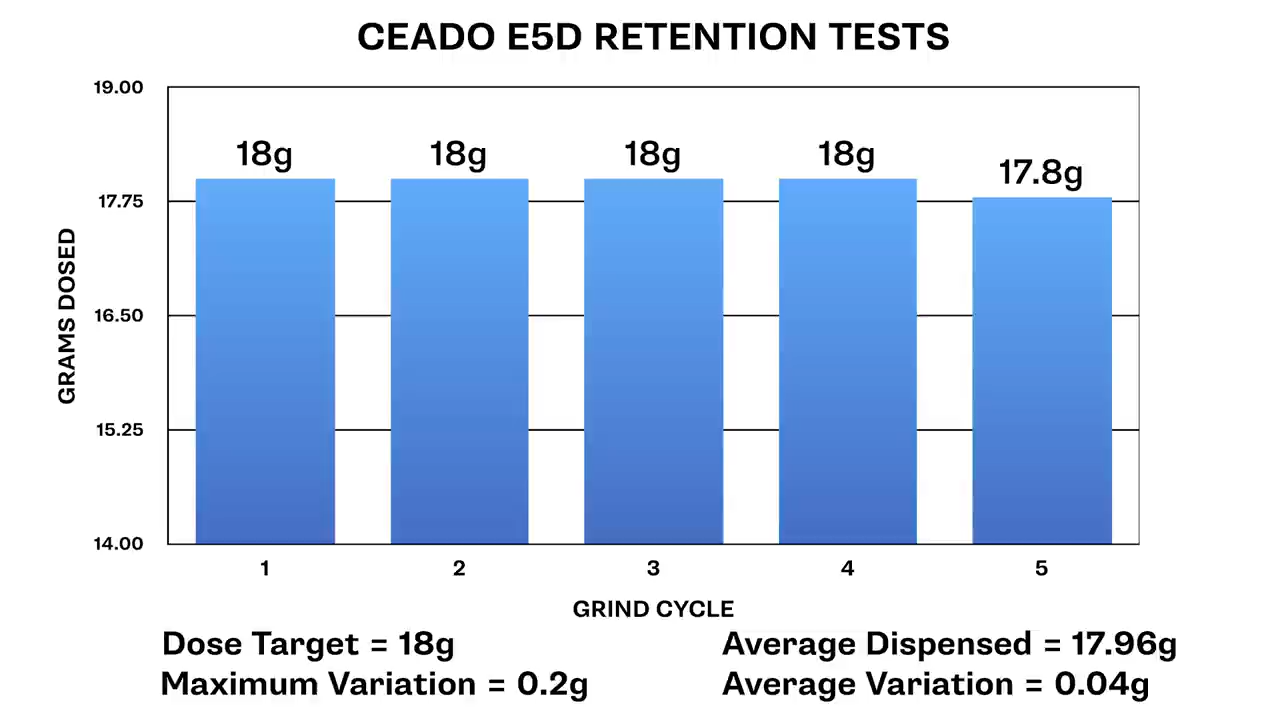 CEADO E5D RETENTION TESTS
19.00
18g 18g 18g 18g 17.8g
17.75
16.50
15.25
14.00
GRAMS DOSED
1 2 3 4 5
GRIND CYCLE
Dose Target = 18g Average Dispensed = 17.96g
Maximum Variation = 0.2g Average Variation = 0.04g